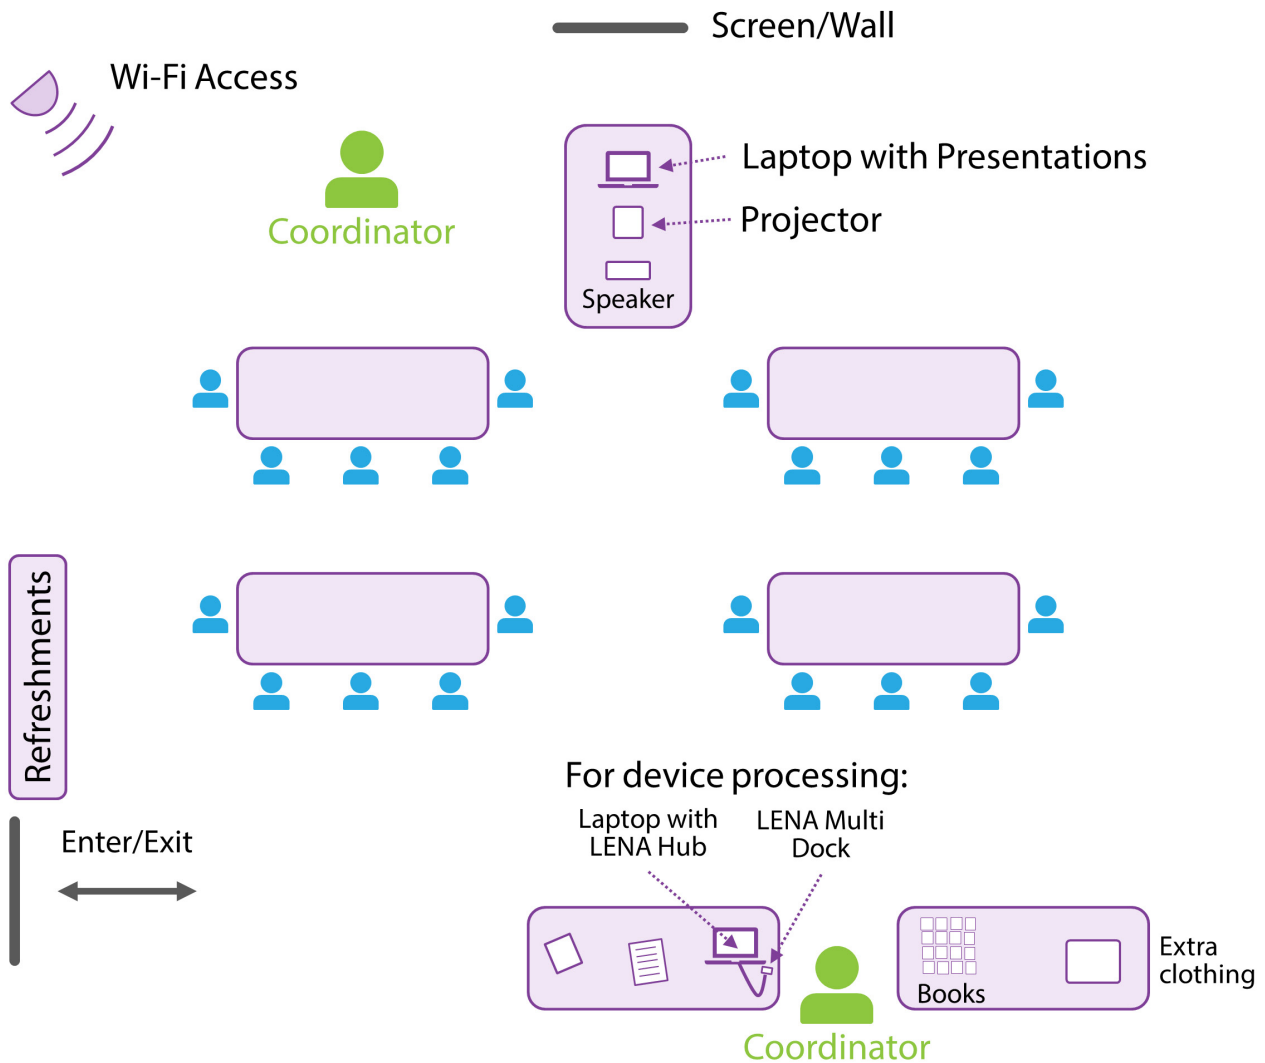 Screen/Wall
Wi-Fi Access
Laptop with Presentations
Projector
Coordinator
Speaker
Refreshments
For device processing:
Laptop with
LENA Hub
LENA Multi
Dock
Enter/Exit
Books
Extra
clothing
Coordinator